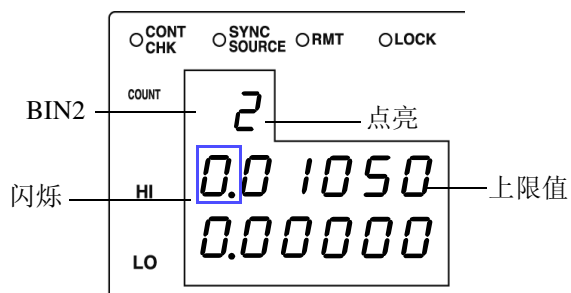 CONT CHK SYNC SOURCE RMT LOCK
COUNT
BIN2 2 点亮
闪烁 HI 0.01050 上限值
LO 0.00000